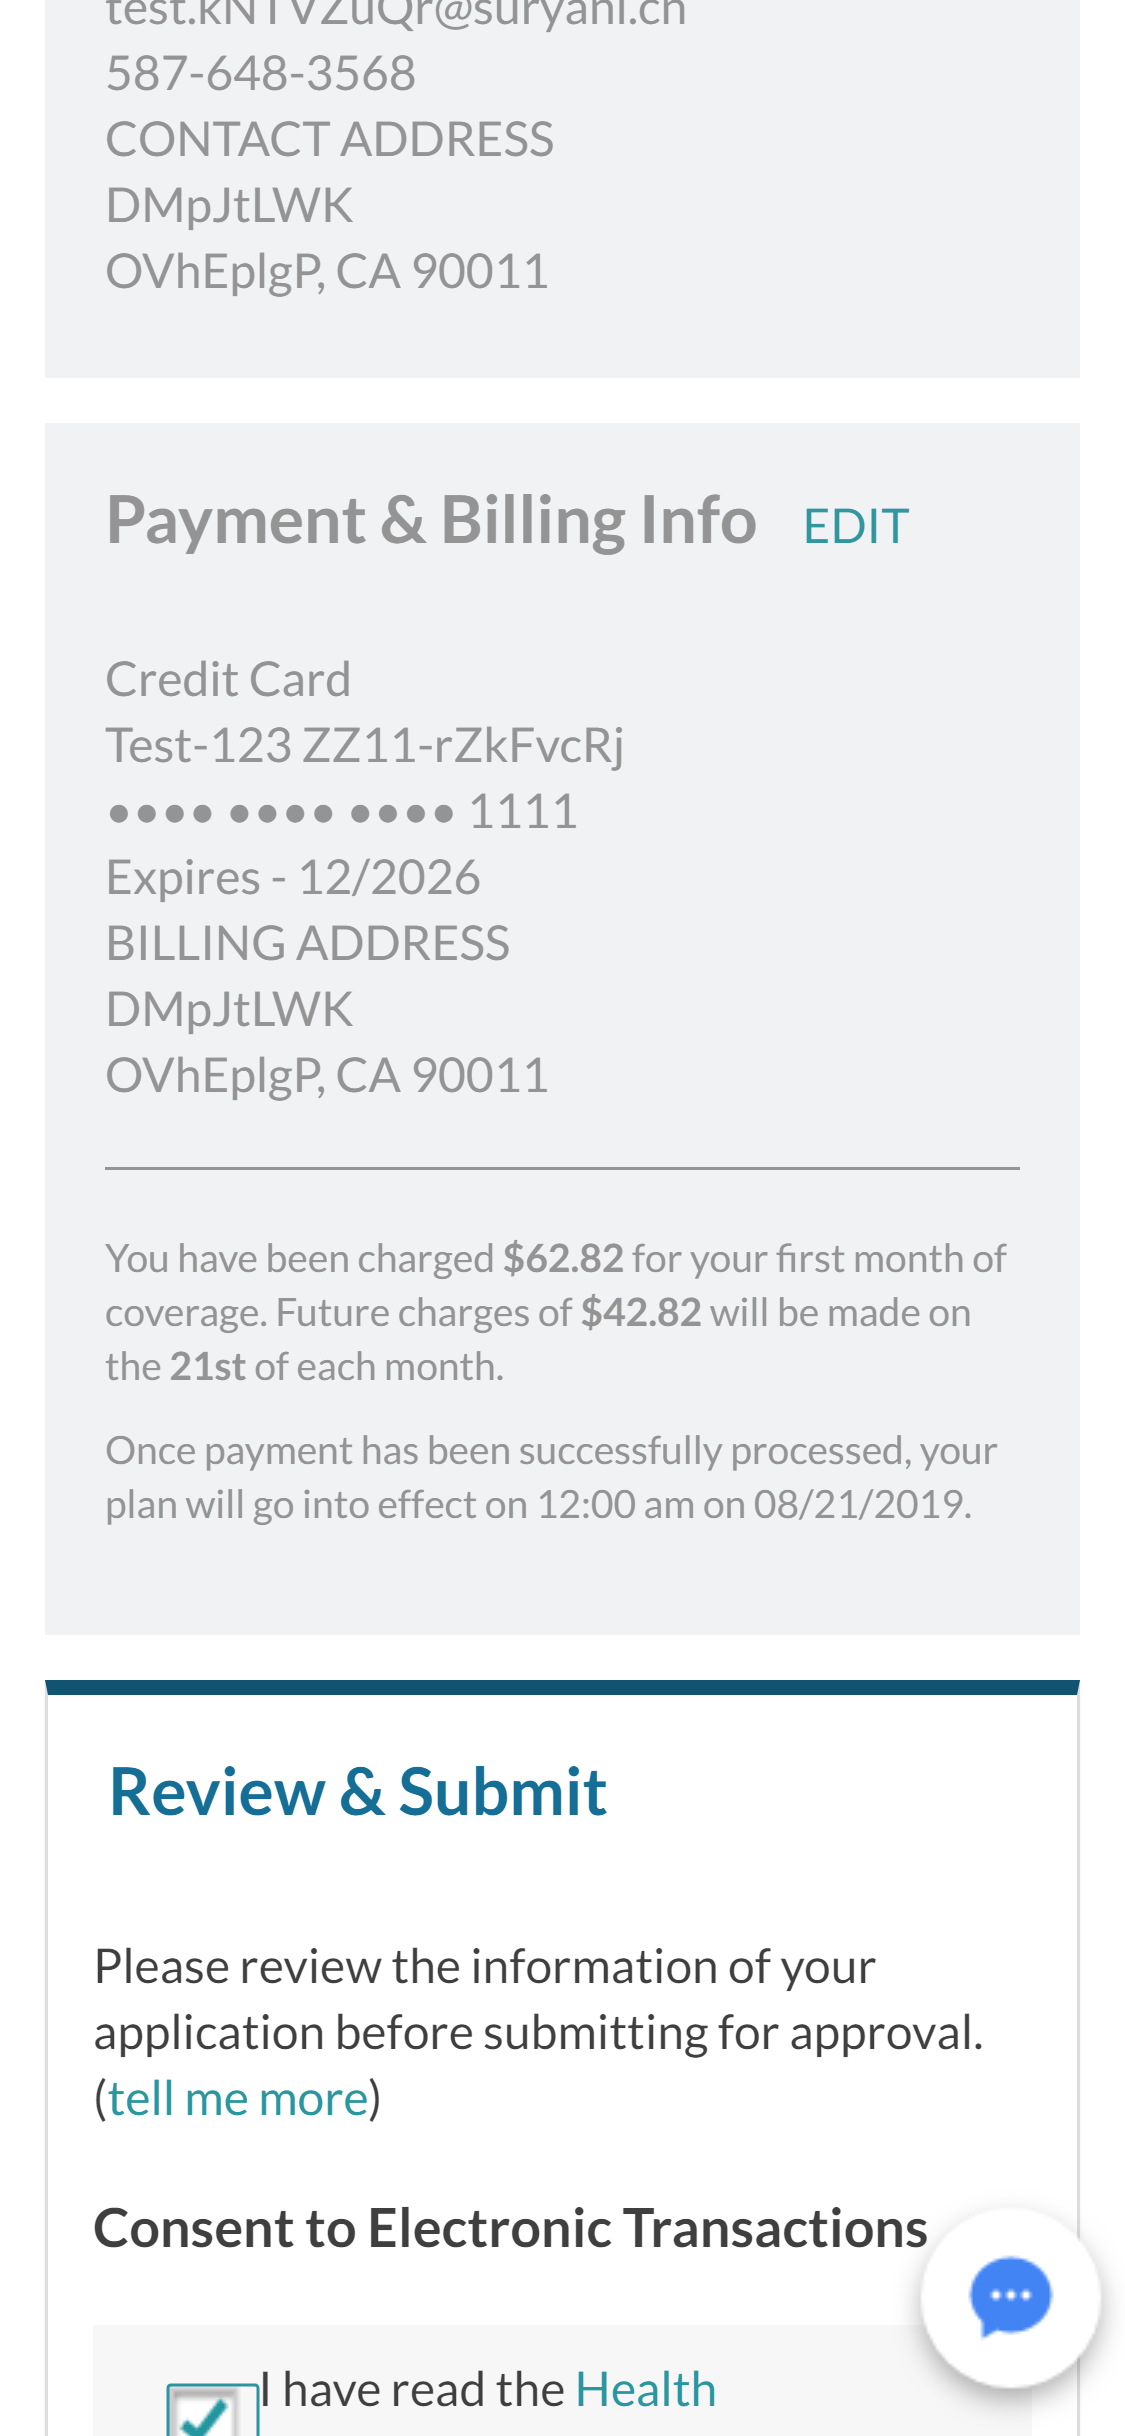 587-648-3568
CONTACT ADDRESS
DMpJtLWK
OVhEplgP, CA 90011
Payment & Billing Info EDIT
Credit Card
Test-123 ZZ11-rZkFvcRj
•••• •••• •••• 1111
Expires - 12/2026
BILLING ADDRESS
DMpJtLWK
OVhEplgP, CA 90011
You have been charged $62.82 for your first month of
coverage. Future charges of $42.82 will be made on
the 21st of each month.
Once payment has been successfully processed, your
plan will go into effect on 12:00 am on 08/21/2019.
Review & Submit
Please review the information of your
application before submitting for approval.
(tell me more)
Consent to Electronic Transactions
I have read the Health